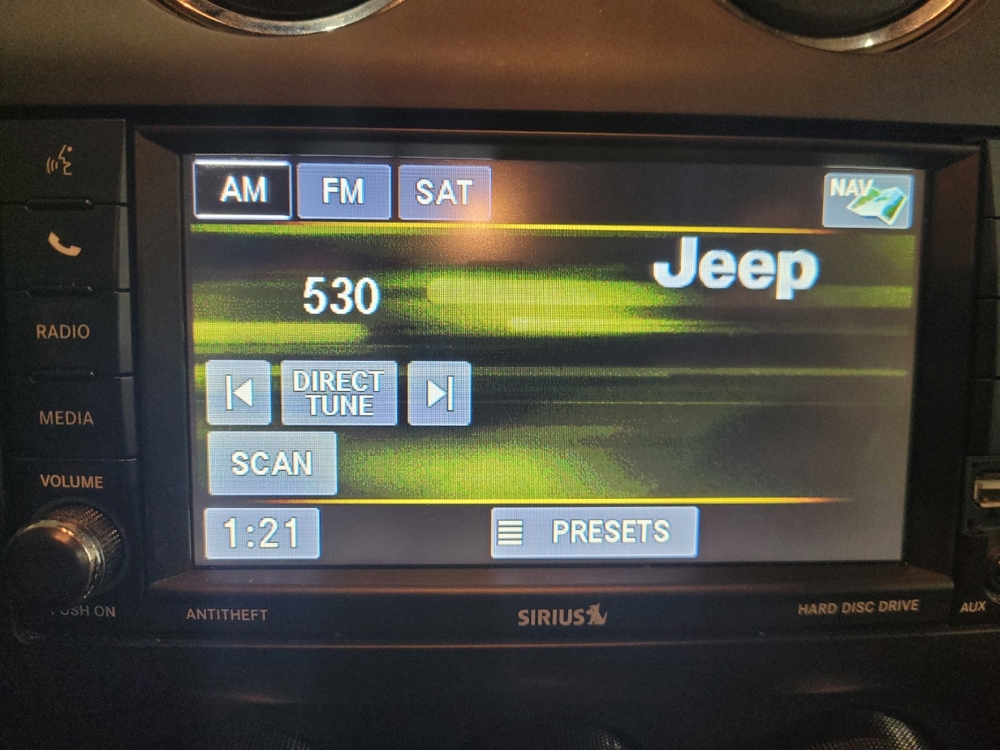 AM FM SAT NAV
Jeep
530
RADIO
DIRECT
TUNE
MEDIA
SCAN
VOLUME
1:21 PRESETS
PUSH ON
ANTITHEFT SIRIUS HARD DISC DRIVE AUX